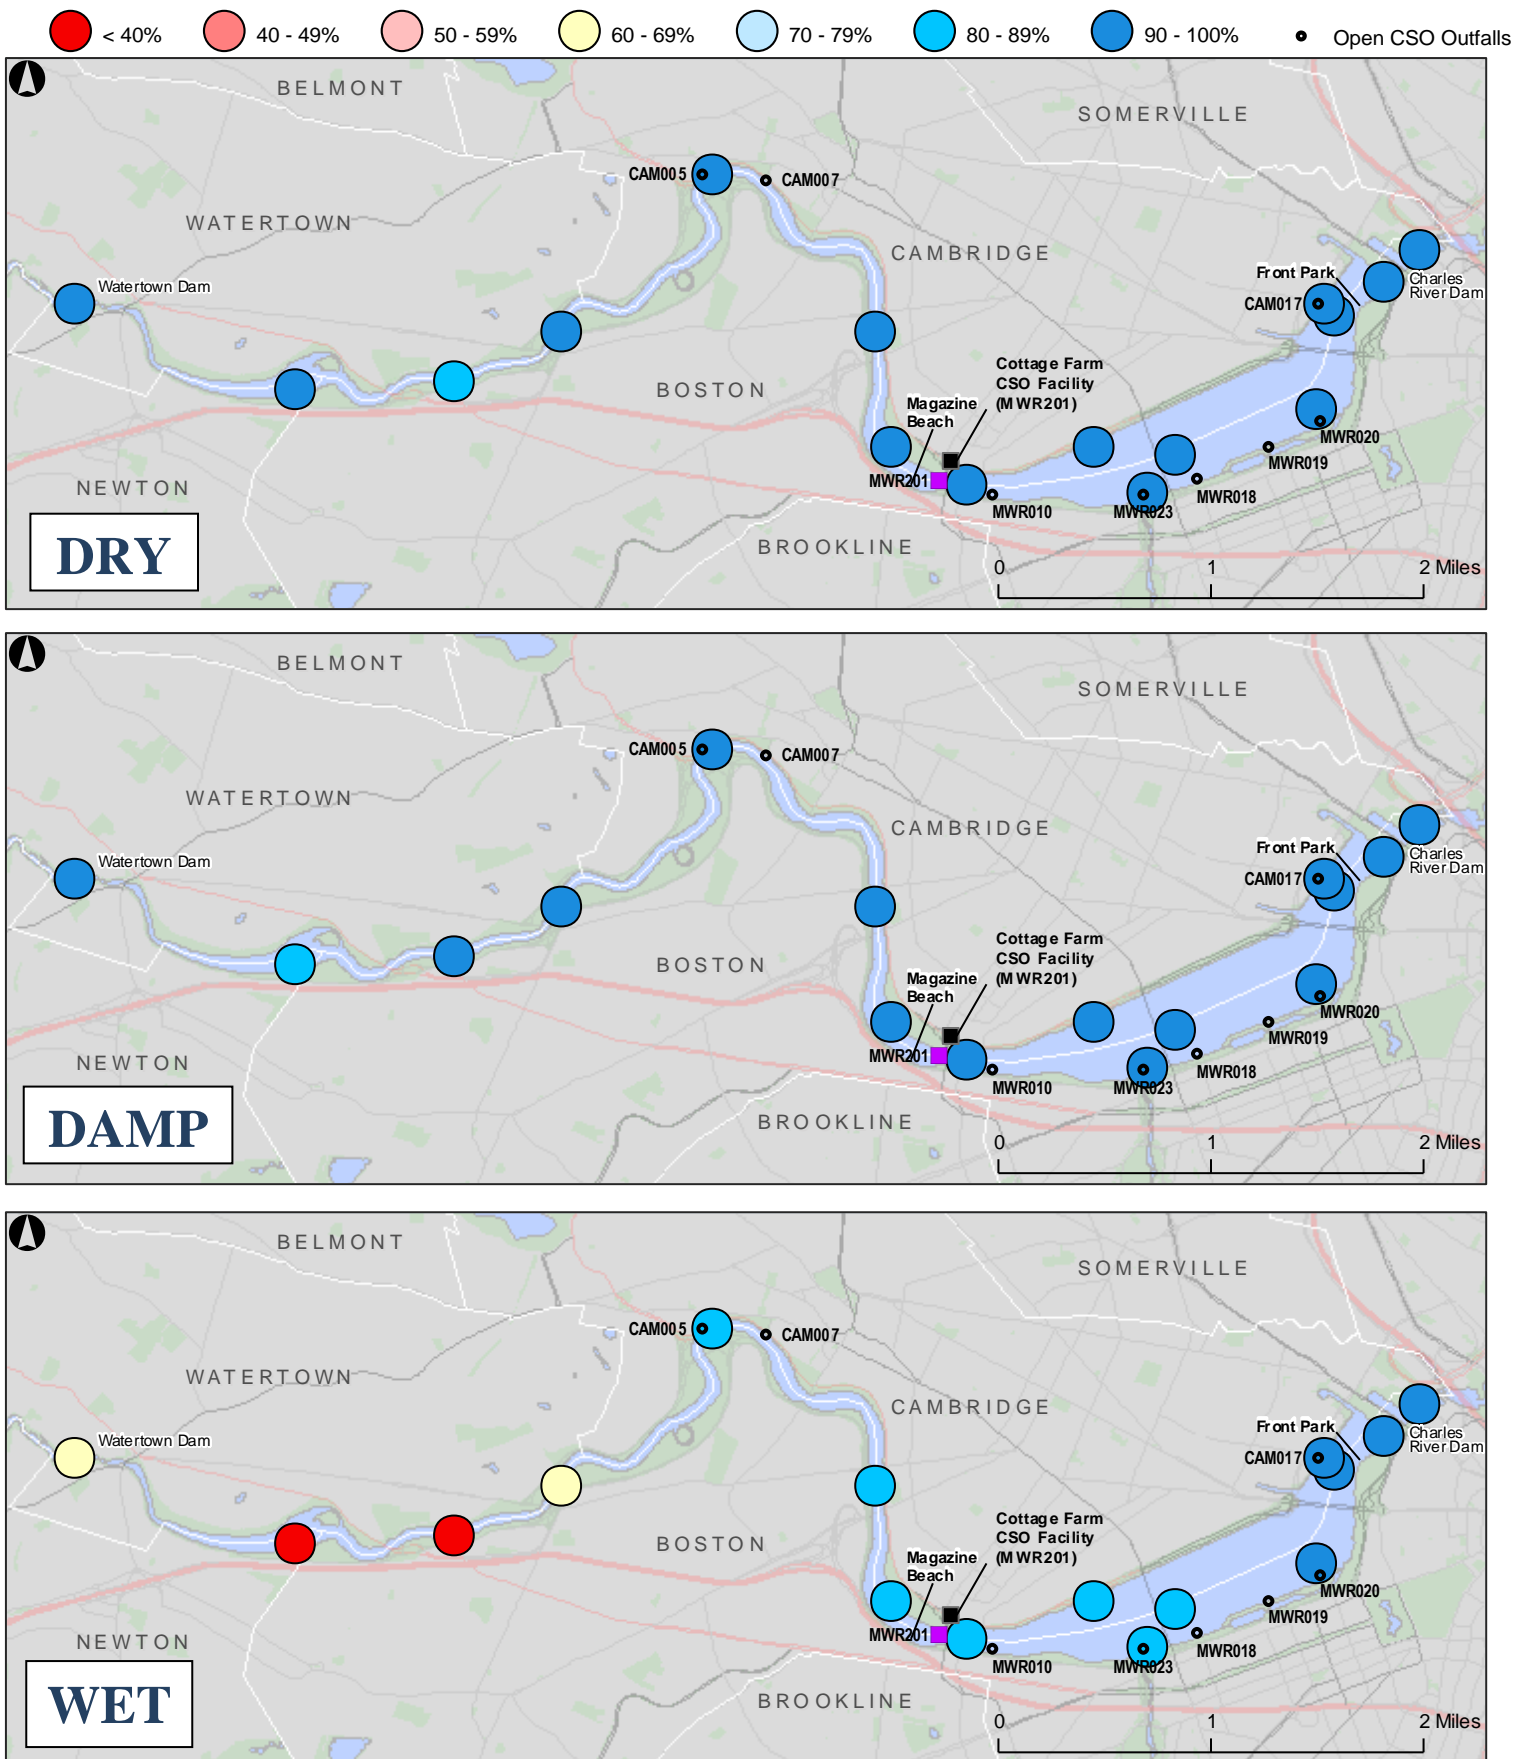 < 40%
40 - 49%
50 - 59%
60 - 69%
70 - 79%
80 - 89%
90 - 100%
Open CSO Outfalls
BELMONT
SOMERVILLE
CAM005
CAM007
WATERTOWN
CAMBRIDGE
Watertown Dam
Front Park
Charles
River Dam
CAM017
Cottage Farm
CSO Facility
(MWR201)
BOSTON
Magazine
Beach
MWR020
MWR019
MWR201
MWR018
NEWTON
MWR010
MWR023
BROOKLINE
DRY
0
1
2 Miles
BELMONT
SOMERVILLE
CAM005
CAM007
WATERTOWN
CAMBRIDGE
Watertown Dam
Front Park
Charles
River Dam
CAM017
Cottage Farm
CSO Facility
(MWR201)
BOSTON
Magazine
Beach
MWR020
MWR019
MWR201
MWR018
NEWTON
MWR010
MWR023
BROOKLINE
DAMP
0
1
2 Miles
BELMONT
SOMERVILLE
CAM005
CAM007
WATERTOWN
CAMBRIDGE
Watertown Dam
Front Park
Charles
River Dam
CAM017
Cottage Farm
CSO Facility
(MWR201)
BOSTON
Magazine
Beach
MWR020
MWR019
MWR201
MWR018
NEWTON
MWR010
MWR023
BROOKLINE
WET
0
1
2 Miles